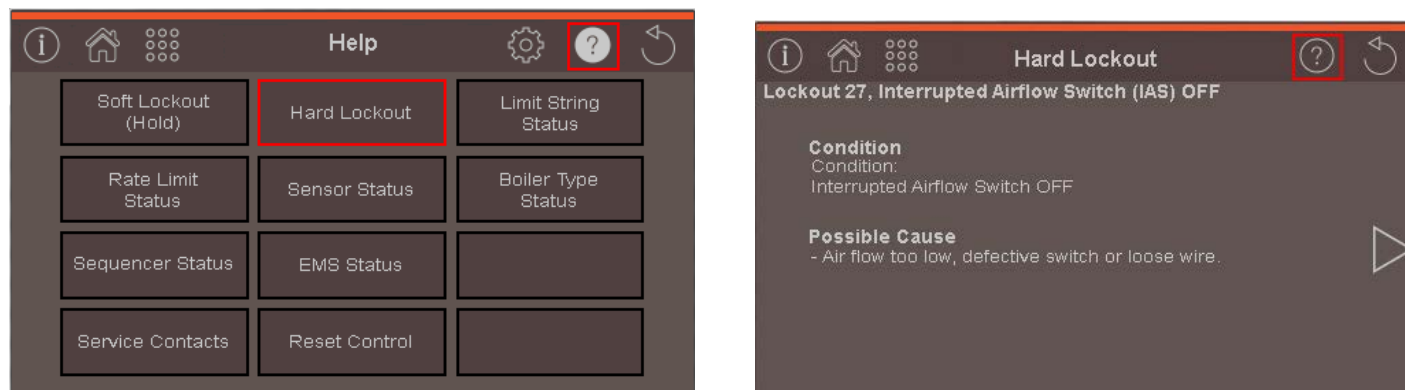 i
Help
?
Soft Lockout
(Hold)
Hard Lockout
Limit String
Status
Rate Limit
Status
Sensor Status
Boiler Type
Status
Sequencer Status
EMS Status
Service Contacts
Reset Control
i
Hard Lockout
?
Lockout 27, Interrupted Airflow Switch (IAS) OFF
Condition
Condition:
Interrupted Airflow Switch OFF
Possible Cause
- Air flow too low, defective switch or loose wire.